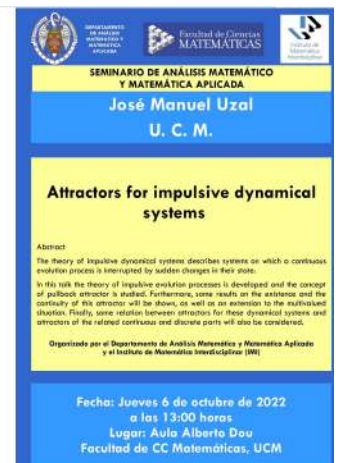 DEPARTAMENTO
DE ANÁLISIS
MATEMÁTICO Y
MATEMÁTICA
APLICADA
Facultad de Ciencias
MATEMÁTICAS
Instituto de
Matemática
Interdisciplinar
SEMINARIO DE ANÁLISIS MATEMÁTICO
Y MATEMÁTICA APLICADA
José Manuel Uzal
U. C. M.
Attractors for impulsive dynamical
systems
Abstract
The theory of impulsive dynamical systems describes systems on which a continuous
evolution process is interrupted by sudden changes in their state.
In this talk the theory of impulsive evolution processes is developed and the concept
of pullback attractor is studied. Furthermore, some results on the existence and the
continuity of this attractor will be shown, as well as an extension to the multivalued
situation. Finally, some relation between attractors for these dynamical systems and
attractors of the related continuous and discrete parts will also be considered.
Organizado por el Departamento de Análisis Matemático y Matemática Aplicada
y el Instituto de Matemática Interdisciplinar (IMI)
Fecha: Jueves 6 de octubre de 2022
a las 13:00 horas
Lugar: Aula Alberto Dou
Facultad de CC Matemáticas, UCM